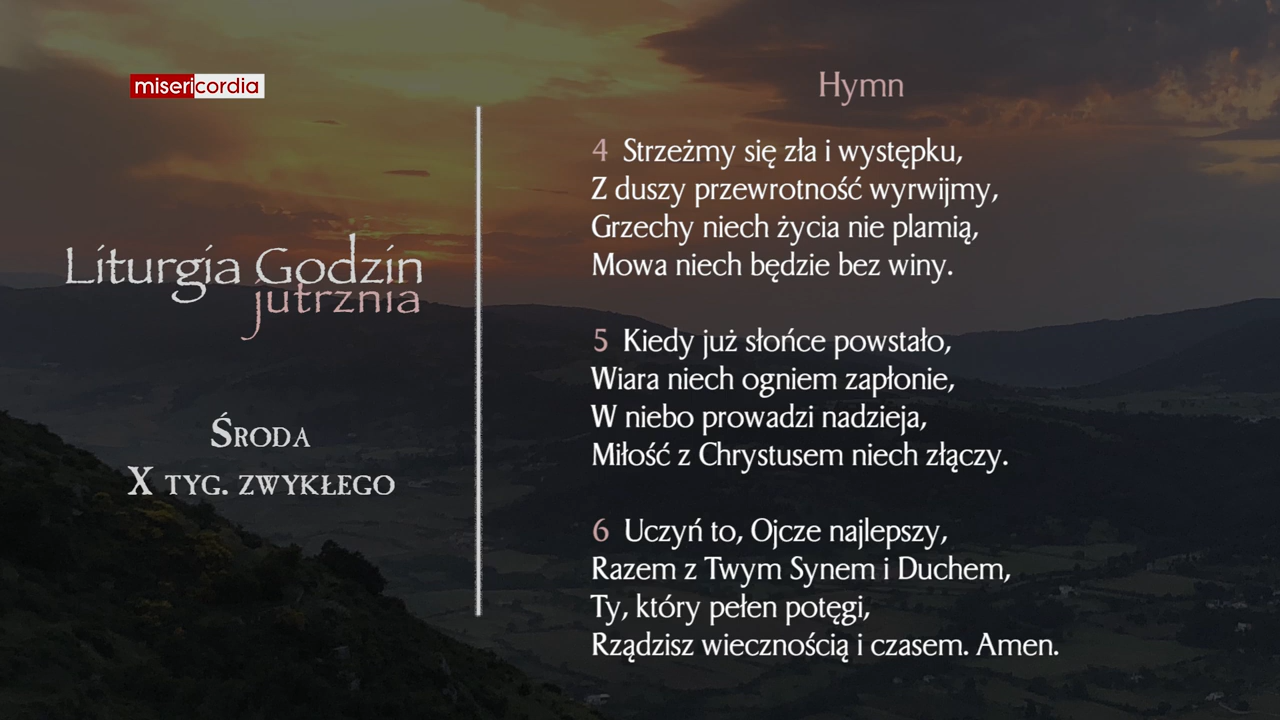 misericordia
Liturgia Godzin
jutrznia
Środa
X tyg. zwykłego
Hymn
4 Strzeżmy się zła i występku,
Z duszy przewrotność wyrwijmy,
Grzechy niech życia nie plamią,
Mowa niech będzie bez winy.
5 Kiedy już słońce powstało,
Wiara niech ogniem zapłonie,
W niebo prowadzi nadzieja,
Miłość z Chrystusem niech złączy.
6 Uczyń to, Ojcze najlepszy,
Razem z Twym Synem i Duchem,
Ty, który pełen potęgi,
Rządzisz wiecznością i czasem. Amen.